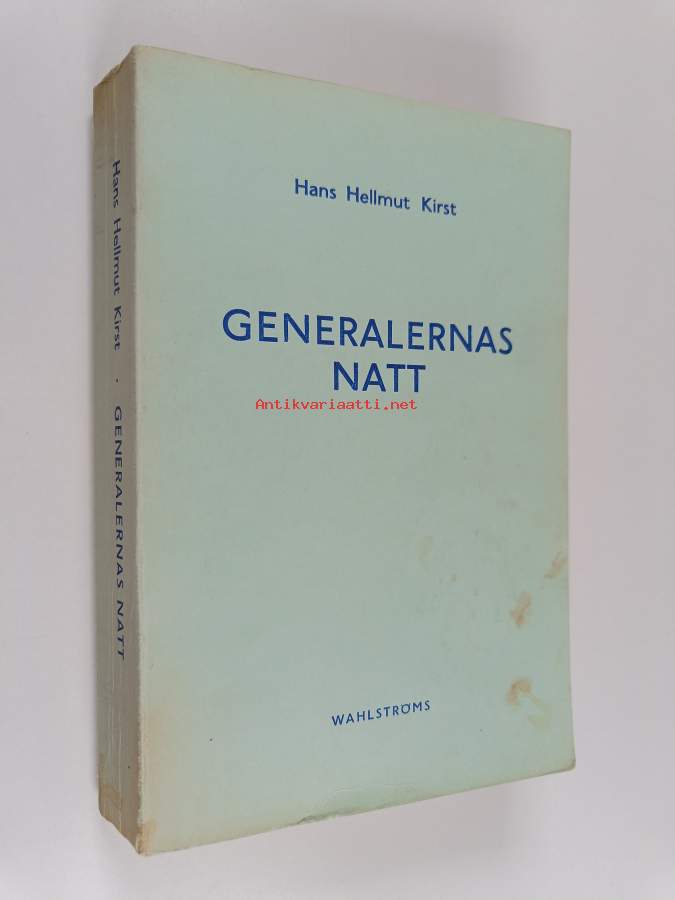 Hans Hellmut Kirst
GENERALERNAS
NATT
Antikvariaatti.net
WAHLSTRÖMS
Hans Hellmut Kirst · GENERALERNAS NATT